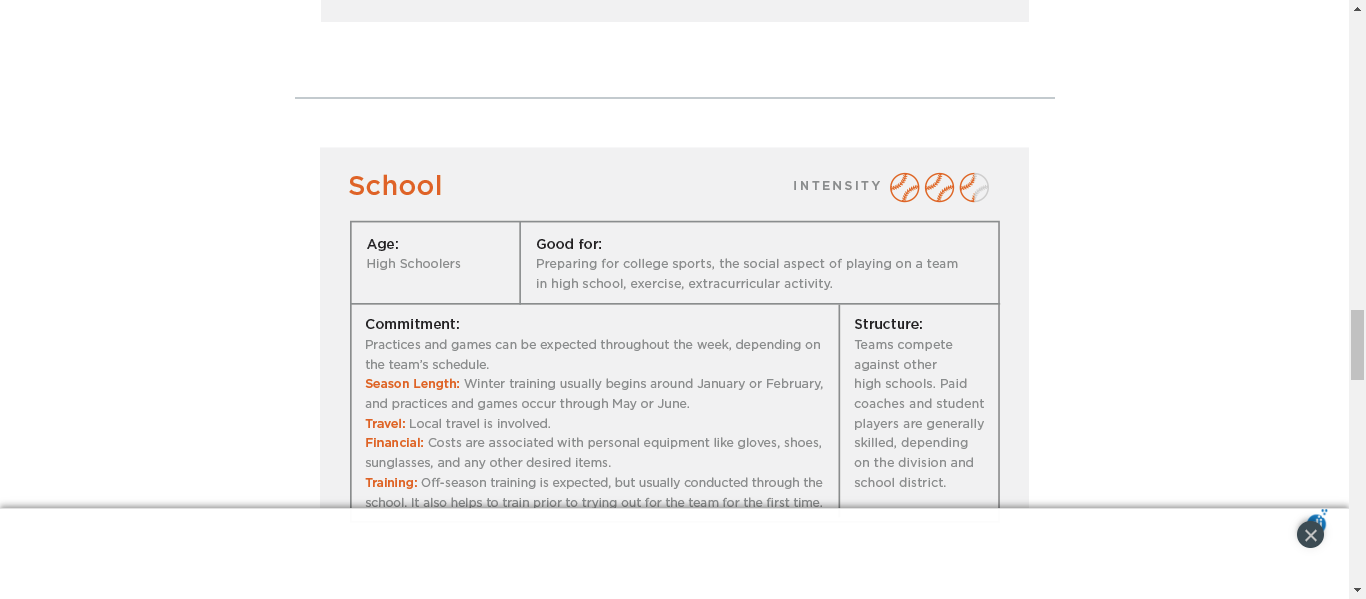 School
INTENSITY
Age:
High Schoolers
Good for:
Preparing for college sports, the social aspect of playing on a team
in high school, exercise, extracurricular activity.
Commitment:
Practices and games can be expected throughout the week, depending on
the team's schedule.
Season Length: Winter training usually begins around January or February,
and practices and games occur through May or June.
Travel: Local travel is involved.
Financial: Costs are associated with personal equipment like gloves, shoes,
sunglasses, and any other desired items.
Training: Off-season training is expected, but usually conducted through the
school. It also helps to train prior to trying out for the team for the first time.
Structure:
Teams compete
against other
high schools. Paid
coaches and student
players are generally
skilled, depending
on the division and
school district.